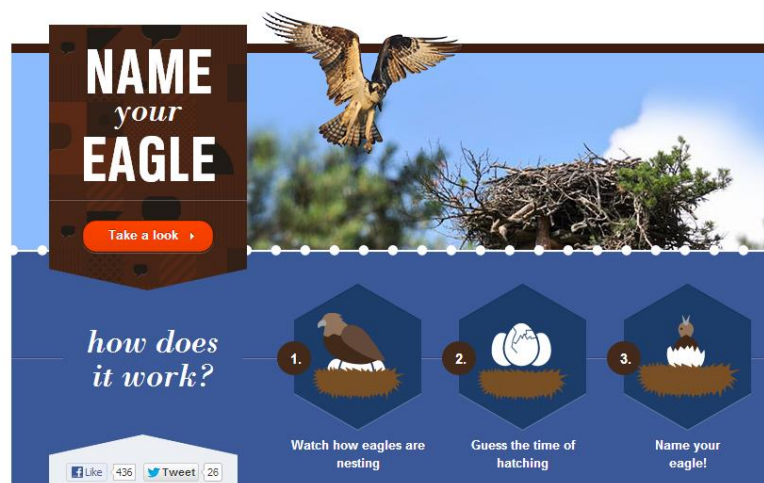 NAME
your
EAGLE
Take a look
how does
it work?
1.
2.
3.
Watch how eagles are
nesting
Guess the time of
hatching
Name your
eagle!
Like 436 Tweet 26